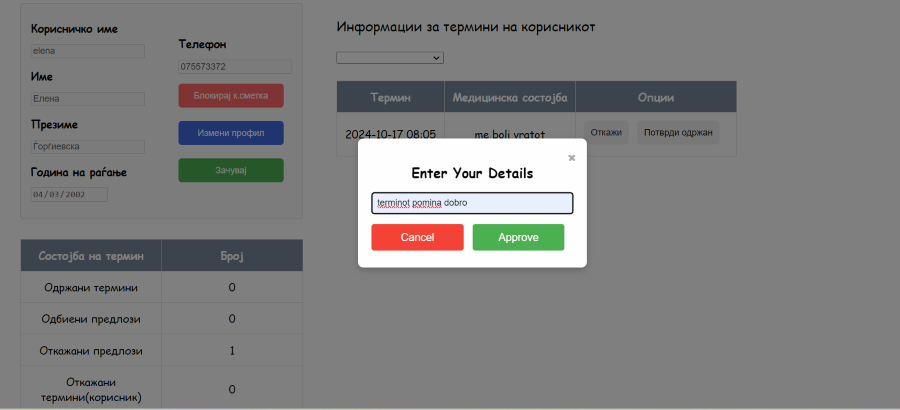 Корисничко име
elena
Име
Елена
Презиме
Горѓиевска
Година на раѓање
04/03/2002
Телефон
075573372
Блокирај к.сметка
Измени профил
Зачувај
Состојба на термин Број
Одржани термини 0
Одбиени предлози 0
Откажани предлози 1
Откажани
термини(корисник) 0
Информации за термини на корисникот
Термин Медицинска состојба Опции
2024-10-17 08:05 me boli vratot Откажи Потврди одржан
×
Enter Your Details
terminot pomina dobro
Cancel Approve